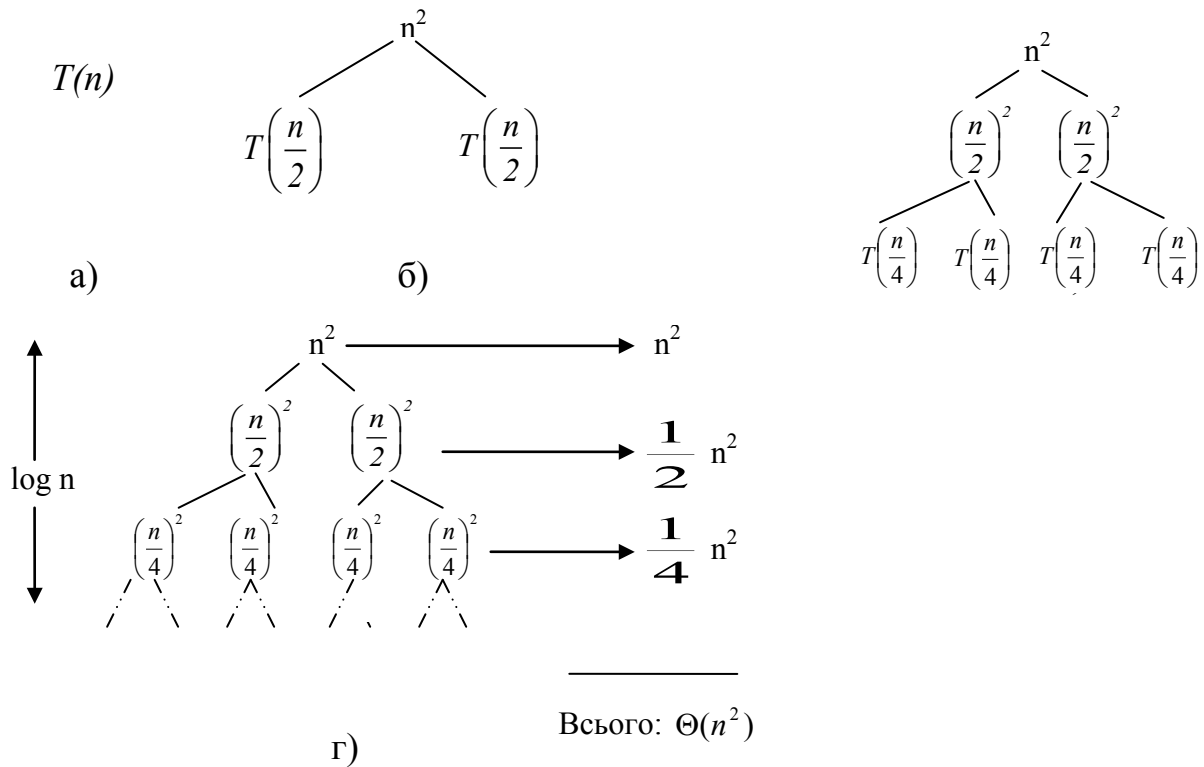 T(n)
n²
T(n/2) T(n/2)
n²
(n/2)² (n/2)²
T(n/4) T(n/4) T(n/4) T(n/4)
а) б)
log n
n² n²
(n/2)² (n/2)² 1/2 n²
(n/4)² (n/4)² (n/4)² (n/4)² 1/4 n²
Всього: Θ(n²)
г)